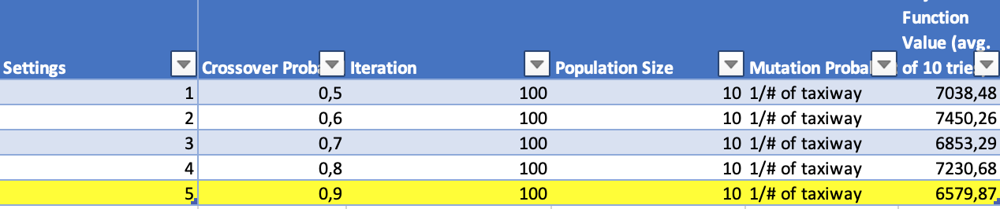 Function
Value (avg.
Settings Crossover Proba Iteration Population Size Mutation Probal of 10 tries
1 0,5 100 10 1/# of taxiway 7038,48
2 0,6 100 10 1/# of taxiway 7450,26
3 0,7 100 10 1/# of taxiway 6853,29
4 0,8 100 10 1/# of taxiway 7230,68
5 0,9 100 10 1/# of taxiway 6579,87